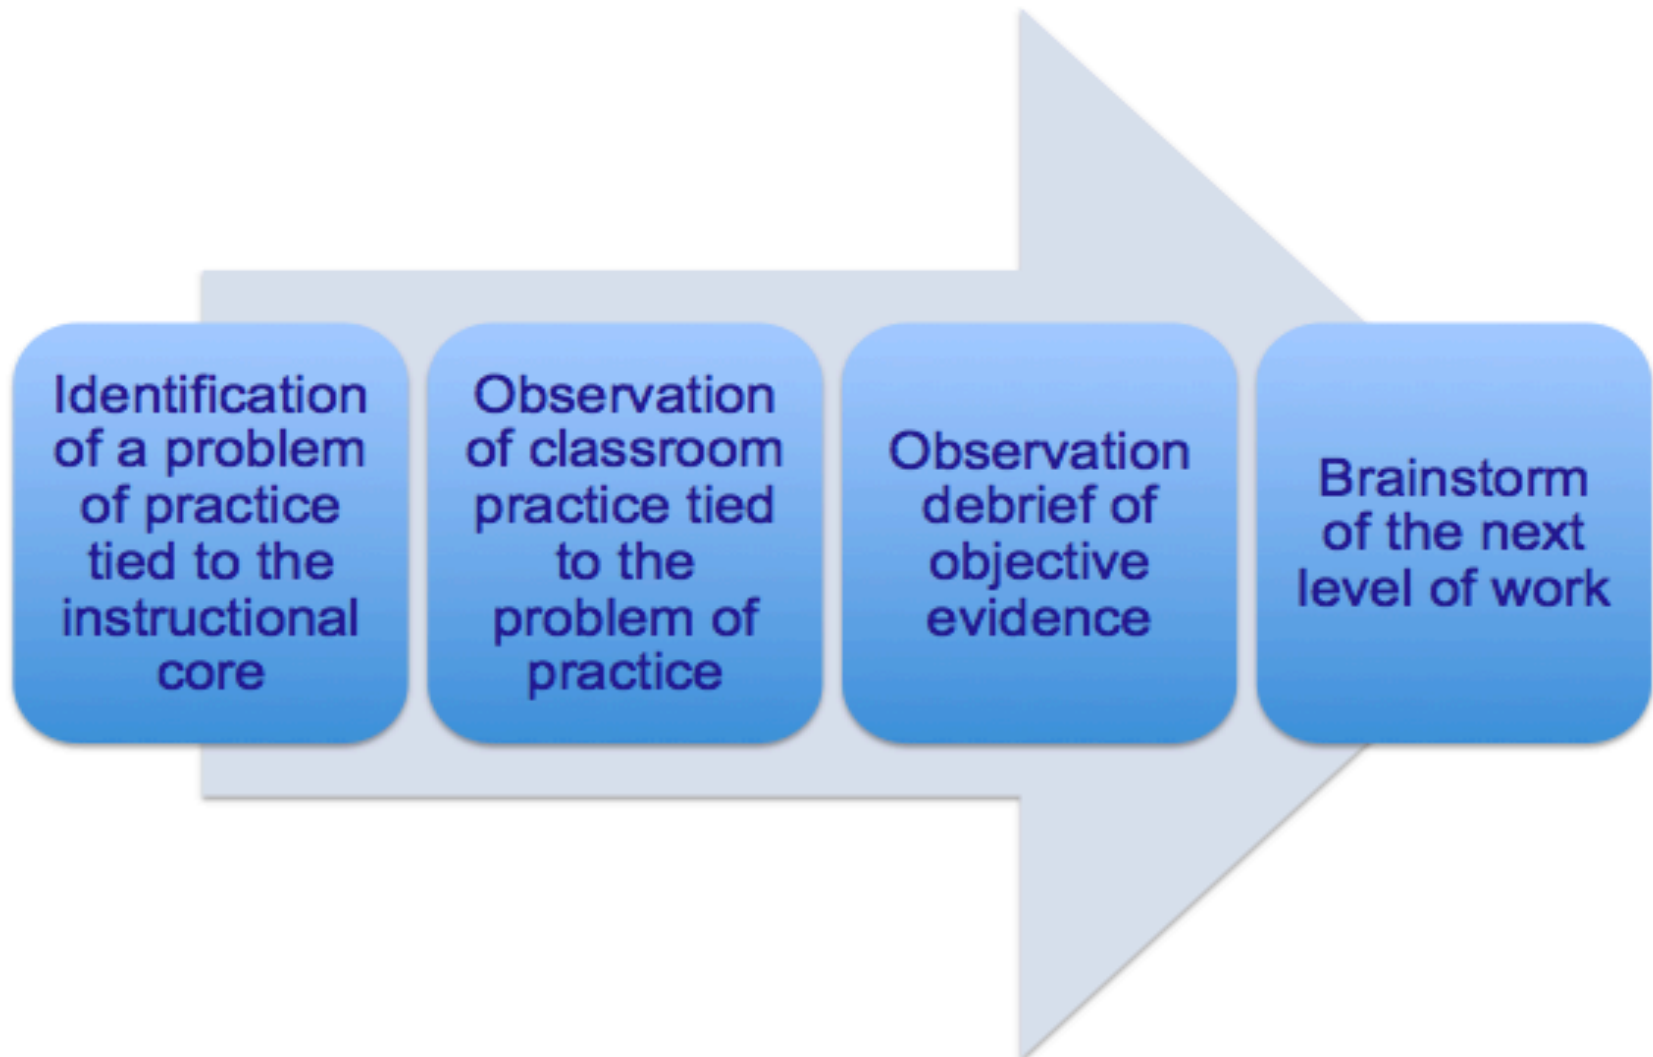 Identification
of a problem
of practice
tied to the
instructional
core
Observation
of classroom
practice tied
to the
problem of
practice
Observation
debrief of
objective
evidence
Brainstorm
of the next
level of work